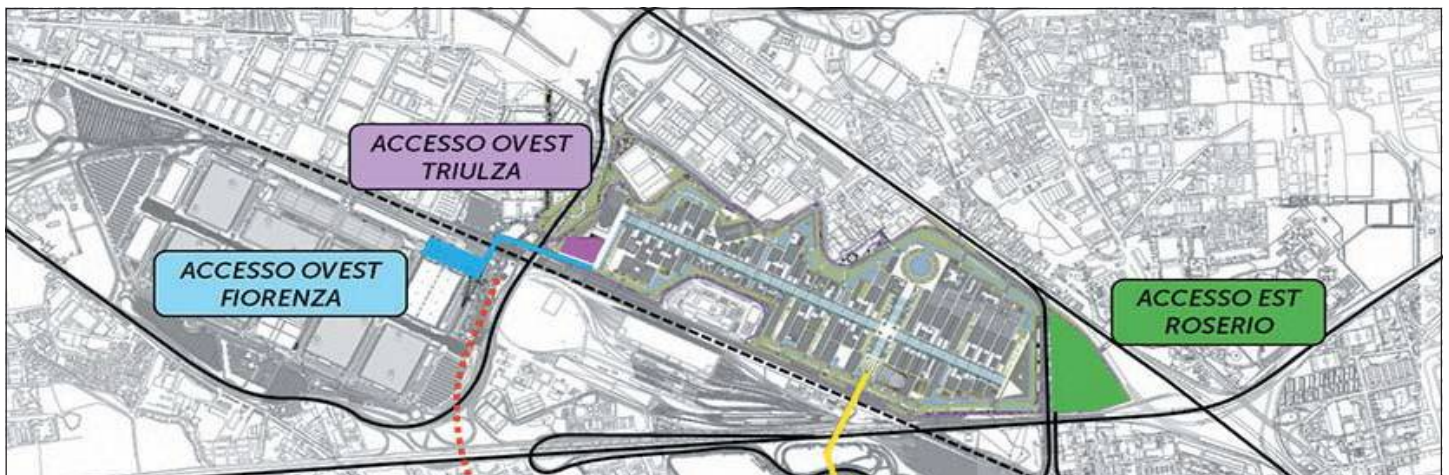 ACCESSO OVEST
TRIULZA
ACCESSO OVEST
FIORENZA
ACCESSO EST
ROSERIO